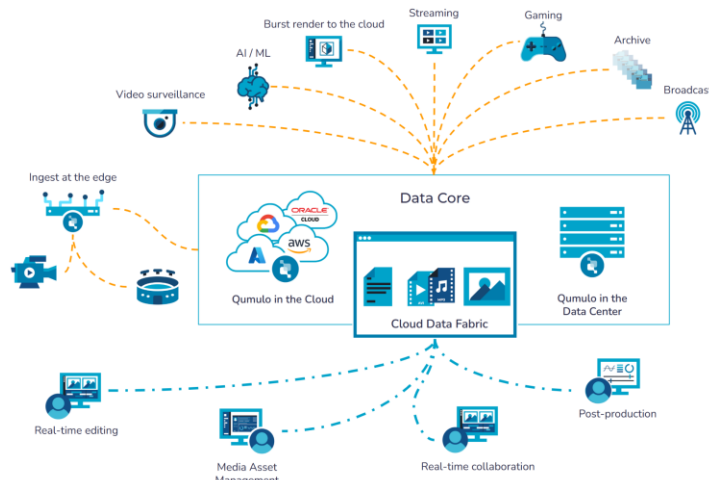 Streaming
Gaming
Burst render to the cloud
Archive
AI / ML
Broadcas
Video surveillance
Ingest at the edge
Data Core
ORACLE
CLOUD
aws
Qumulo in the Cloud
Qumulo in the
Data Center
Cloud Data Fabric
Real-time editing
Post-production
Media Asset
Management
Real-time collaboration